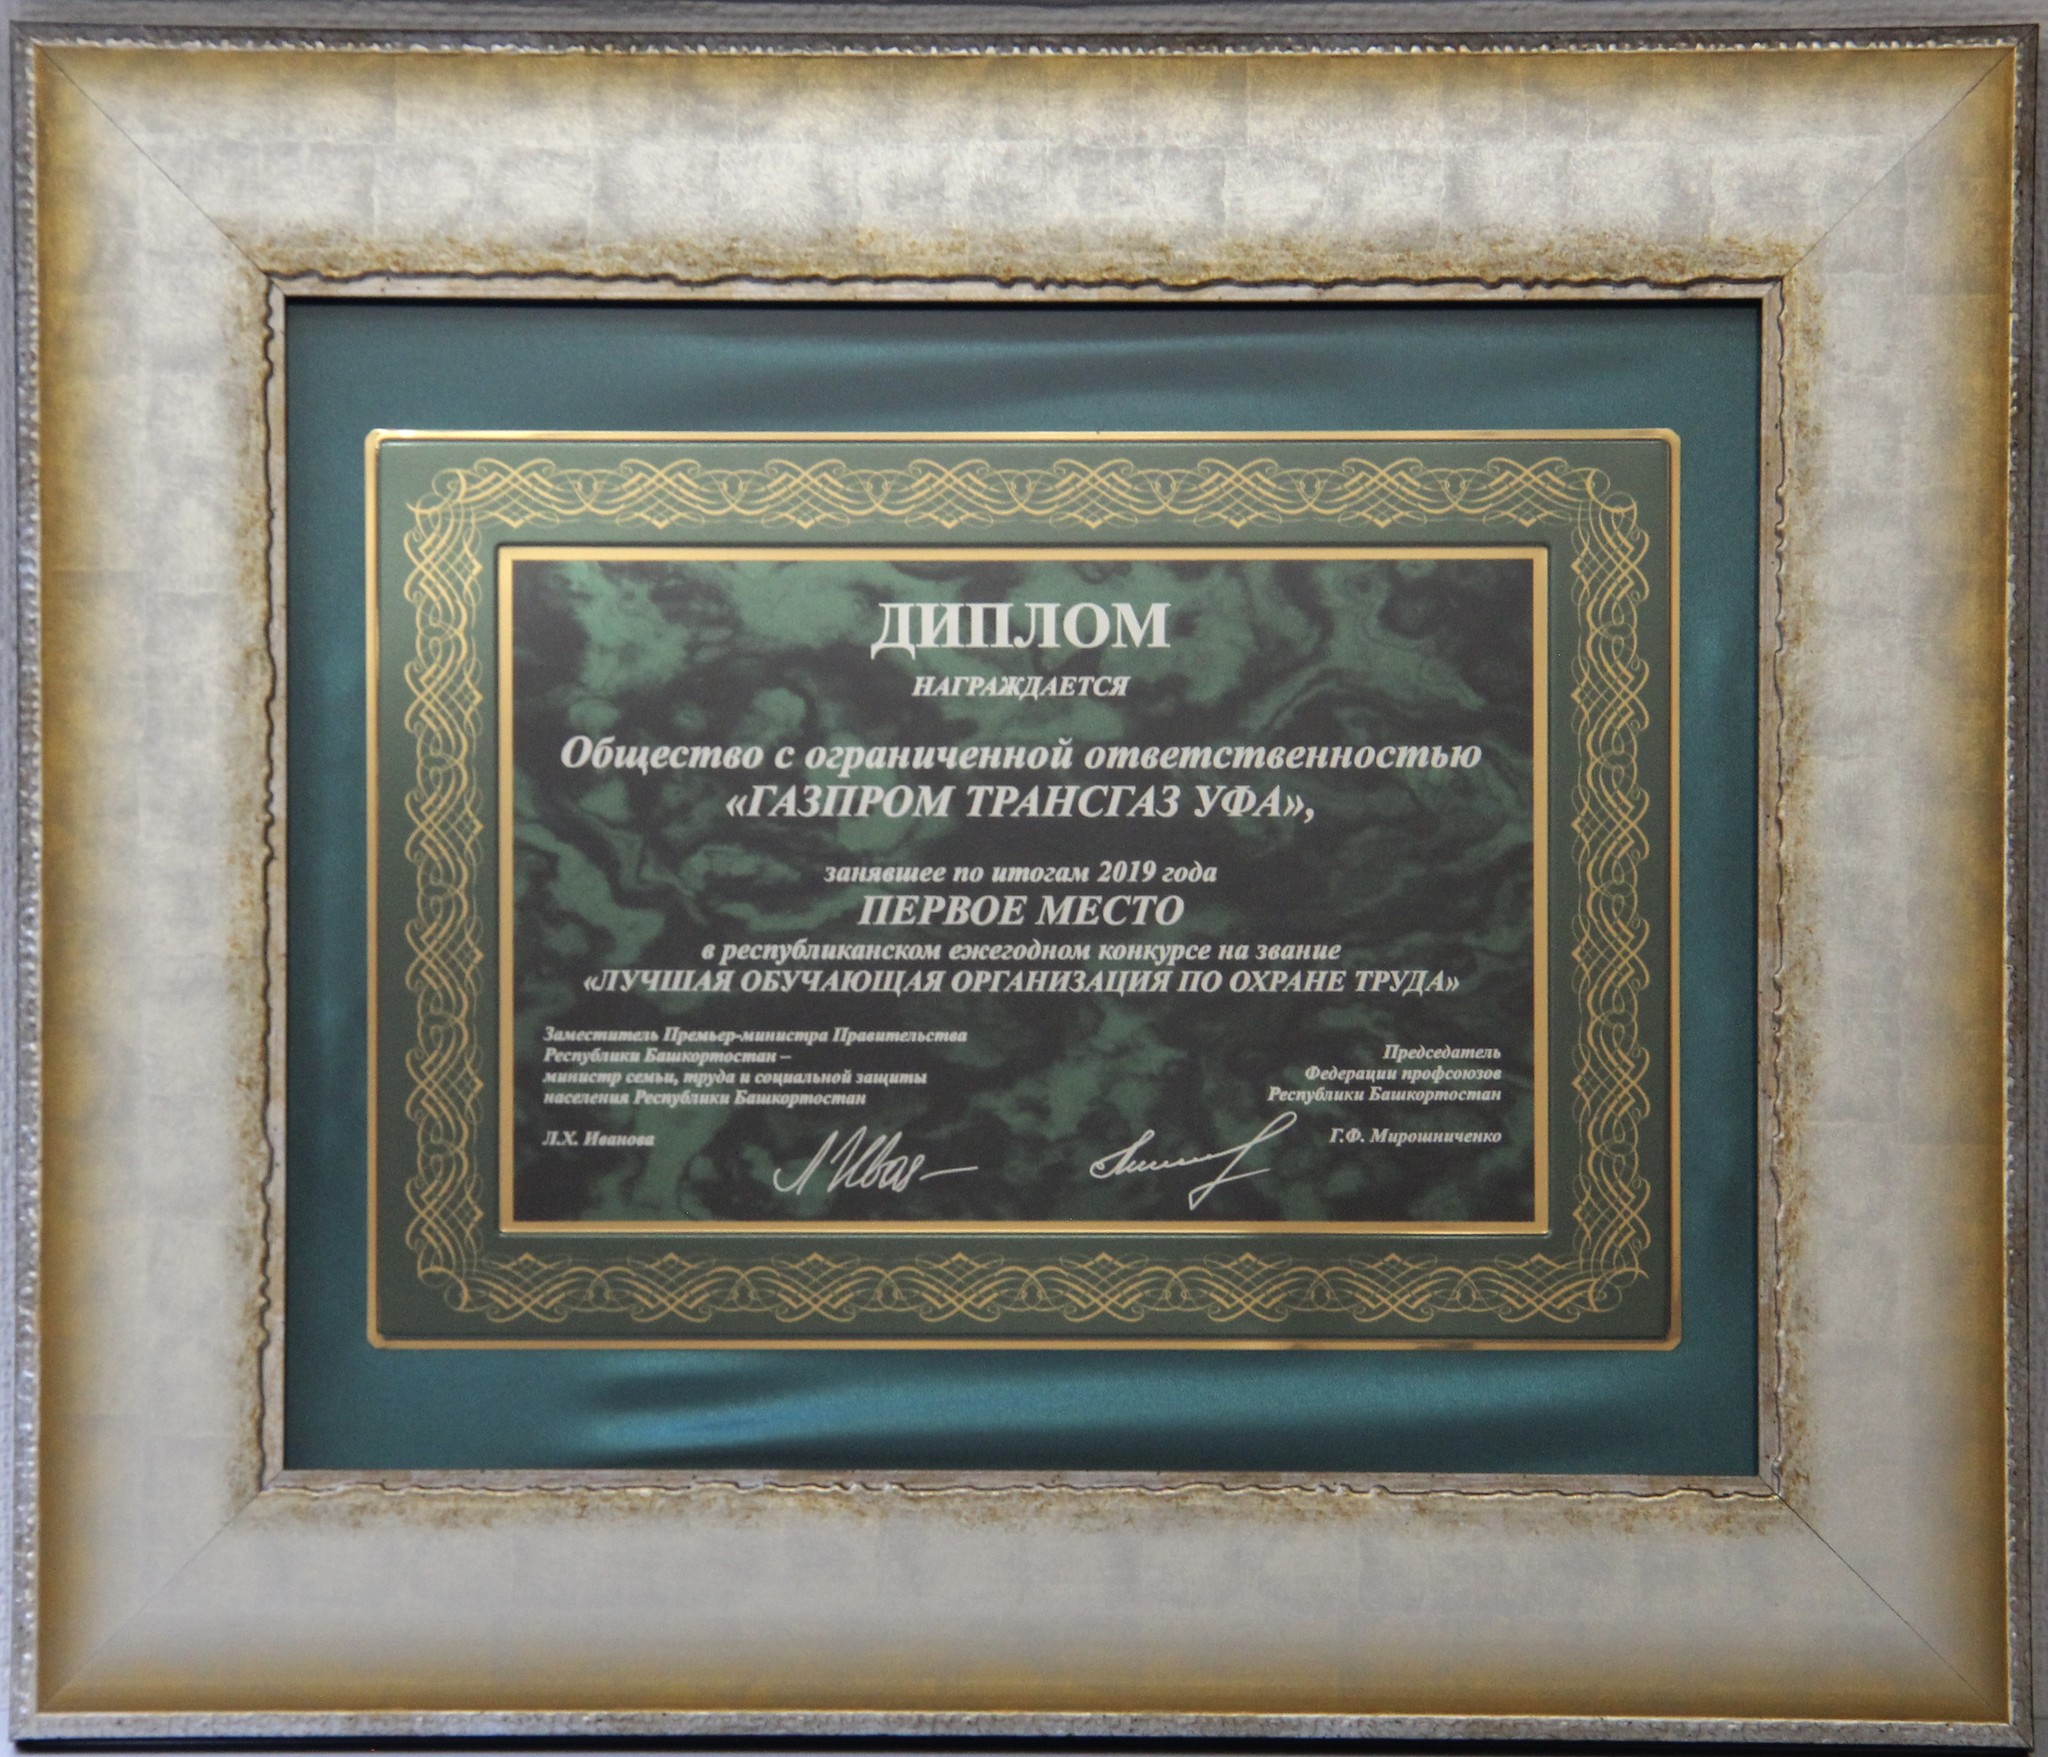 ДИПЛОМ
НАГРАЖДАЕТСЯ
Общество с ограниченной ответственностью
«ГАЗПРОМ ТРАНСГАЗ УФА»,
занявшее по итогам 2019 года
ПЕРВОЕ МЕСТО
в республиканском ежегодном конкурсе на звание
«ЛУЧШАЯ ОБУЧАЮЩАЯ ОРГАНИЗАЦИЯ ПО ОХРАНЕ ТРУДА»
Заместитель Премьер-министра Правительства
Республики Башкортостан –
министр семьи, труда и социальной защиты
населения Республики Башкортостан
Л.Х. Иванова
Председатель
Федерации профсоюзов
Республики Башкортостан
Г.Ф. Мирошниченко